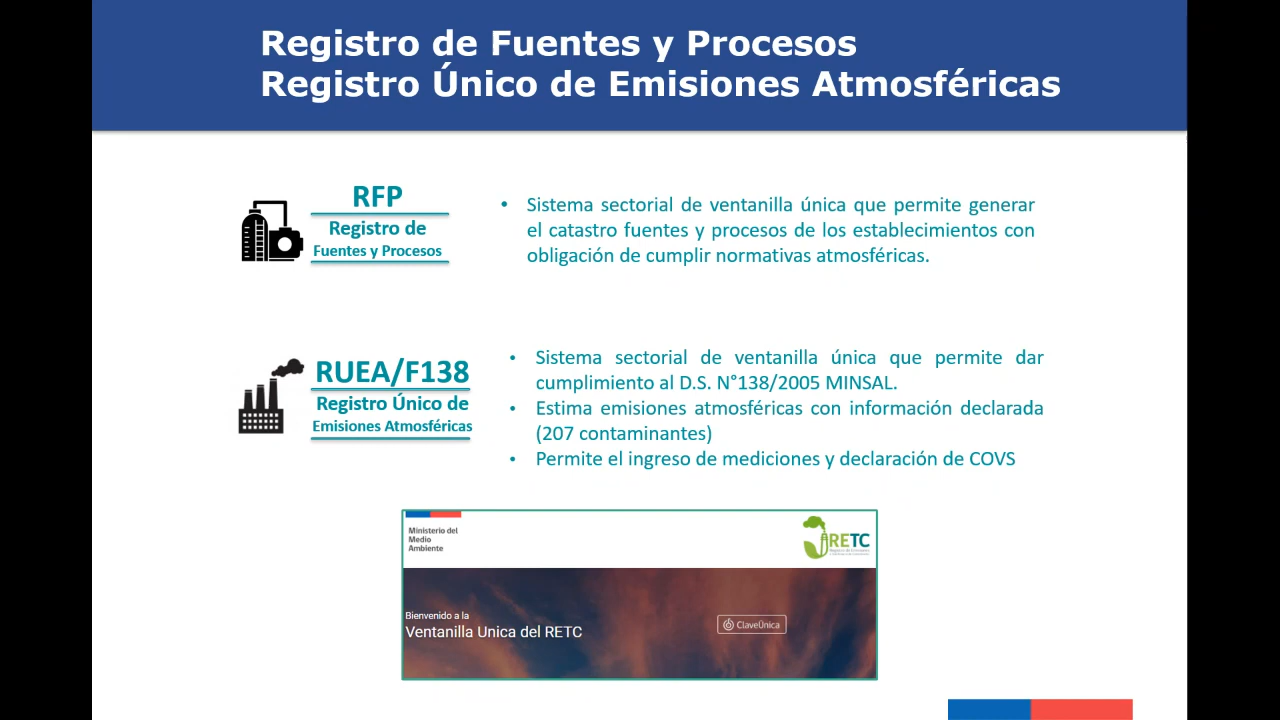 Registro de Fuentes y Procesos
Registro Único de Emisiones Atmosféricas
RFP
Registro de
Fuentes y Procesos
• Sistema sectorial de ventanilla única que permite generar
el catastro fuentes y procesos de los establecimientos con
obligación de cumplir normativas atmosféricas.
RUEA/F138
Registro Único de
Emisiones Atmosféricas
• Sistema sectorial de ventanilla única que permite dar
cumplimiento al D.S. N°138/2005 MINSAL.
• Estima emisiones atmosféricas con información declarada
(207 contaminantes)
• Permite el ingreso de mediciones y declaración de COVS
Ministerio del
Medio
Ambiente
RETC
Bienvenido a la
Ventanilla Unica del RETC
ClaveÚnica